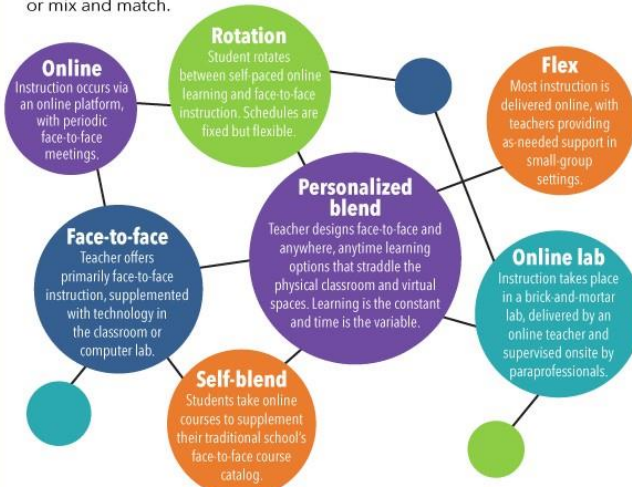 or mix and match.
Rotation
Student rotates
between self-paced online
learning and face-to-face
instruction. Schedules are
fixed but flexible.
Online
Instruction occurs via
an online platform,
with periodic
face-to-face
meetings.
Flex
Most instruction is
delivered online, with
teachers providing
as-needed support in
small-group
settings.
Personalized
blend
Teacher designs face-to-face and
anywhere, anytime learning
options that straddle the
physical classroom and virtual
spaces. Learning is the constant
and time is the variable.
Face-to-face
Teacher offers
primarily face-to-face
instruction, supplemented
with technology in
the classroom or
computer lab.
Online lab
Instruction takes place
in a brick-and-mortar
lab, delivered by an
online teacher and
supervised onsite by
paraprofessionals.
Self-blend
Students take online
courses to supplement
their traditional school's
face-to-face course
catalog.